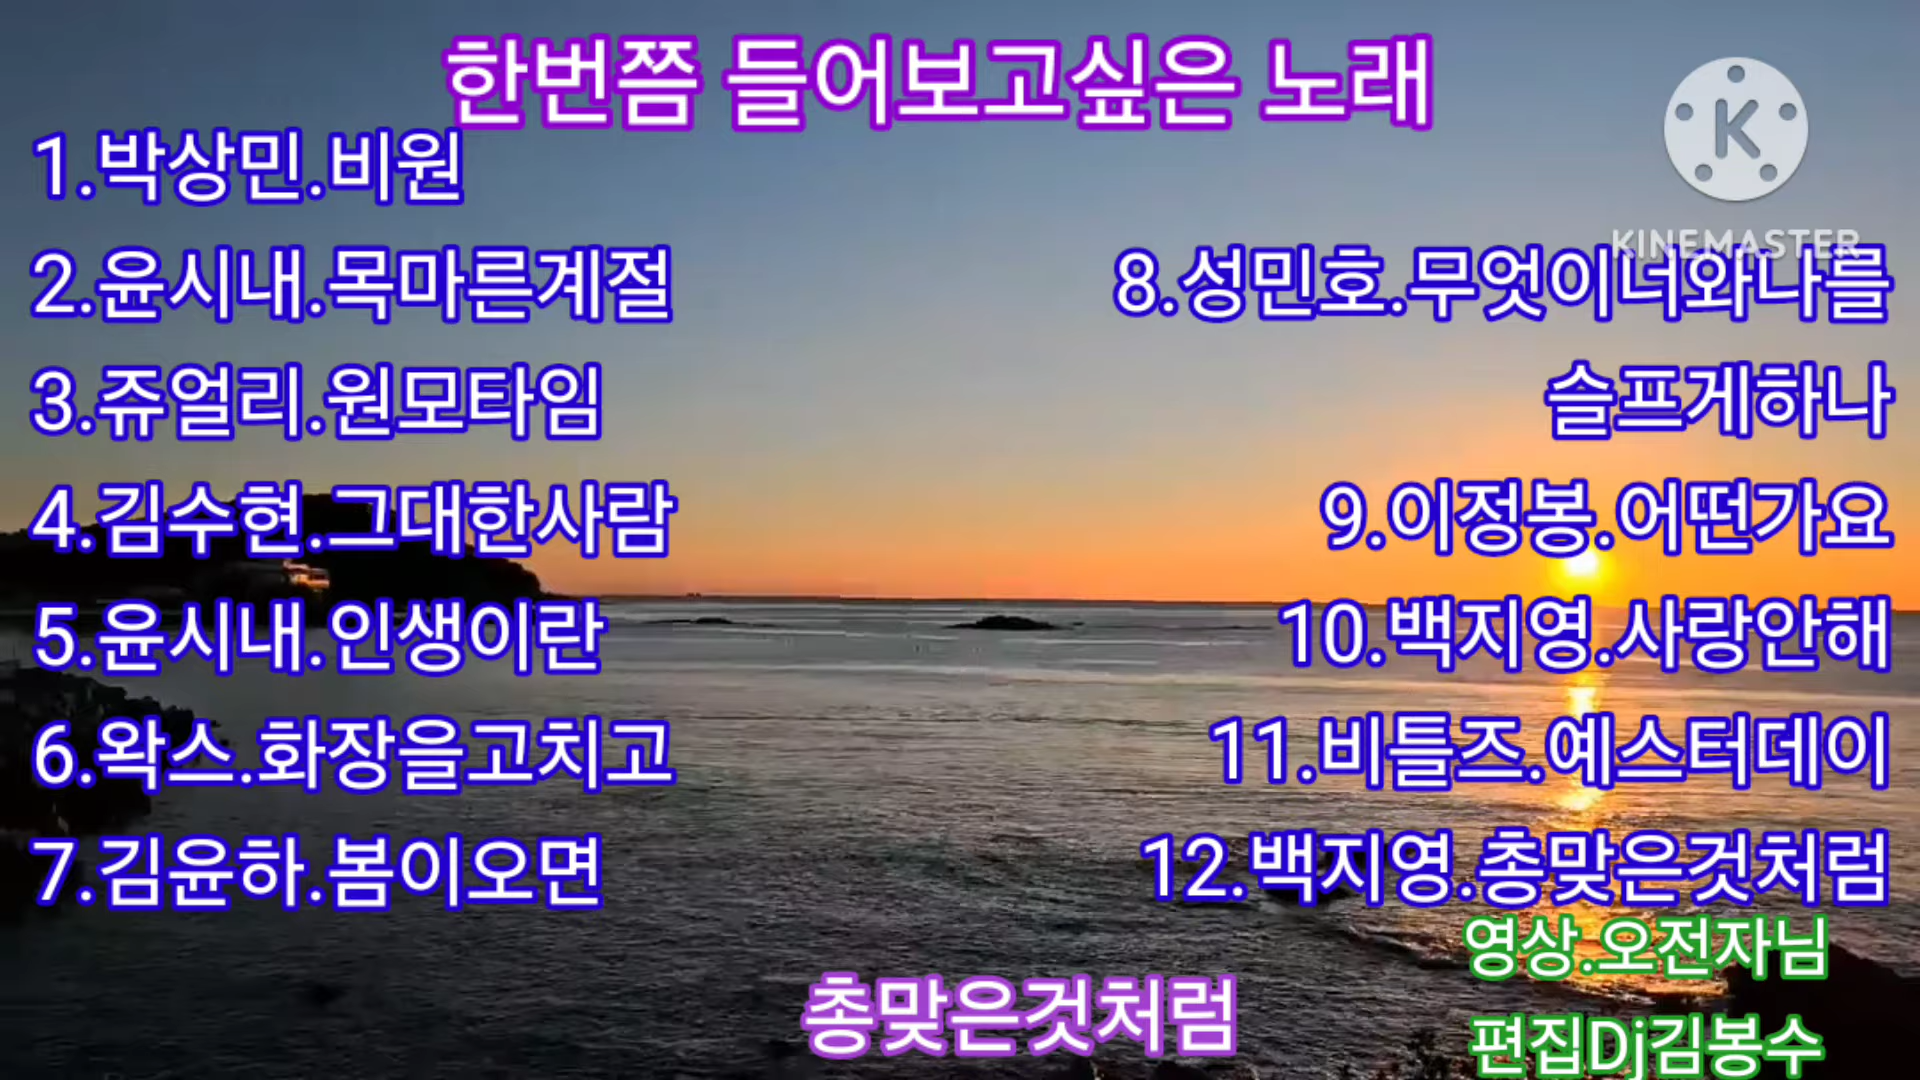 한번쯤 들어보고싶은 노래
K
KINEMASTER
1.박상민.비원
2.윤시내.목마른계절
3.쥬얼리.원모타임
4.김수현.그대한사람
5.윤시내.인생이란
6.왁스.화장을고치고
7.김윤하.봄이오면
8.성민호.무엇이너와나를
슬프게하나
9.이정봉.어떤가요
10.백지영.사랑안해
11.비틀즈.예스터데이
12.백지영.총맞은것처럼
영상.오전자님
편집Dj김봉수
총맞은것처럼